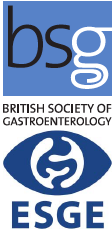 bsg
BRITISH SOCIETY OF
GASTROENTEROLOGY
ESGE